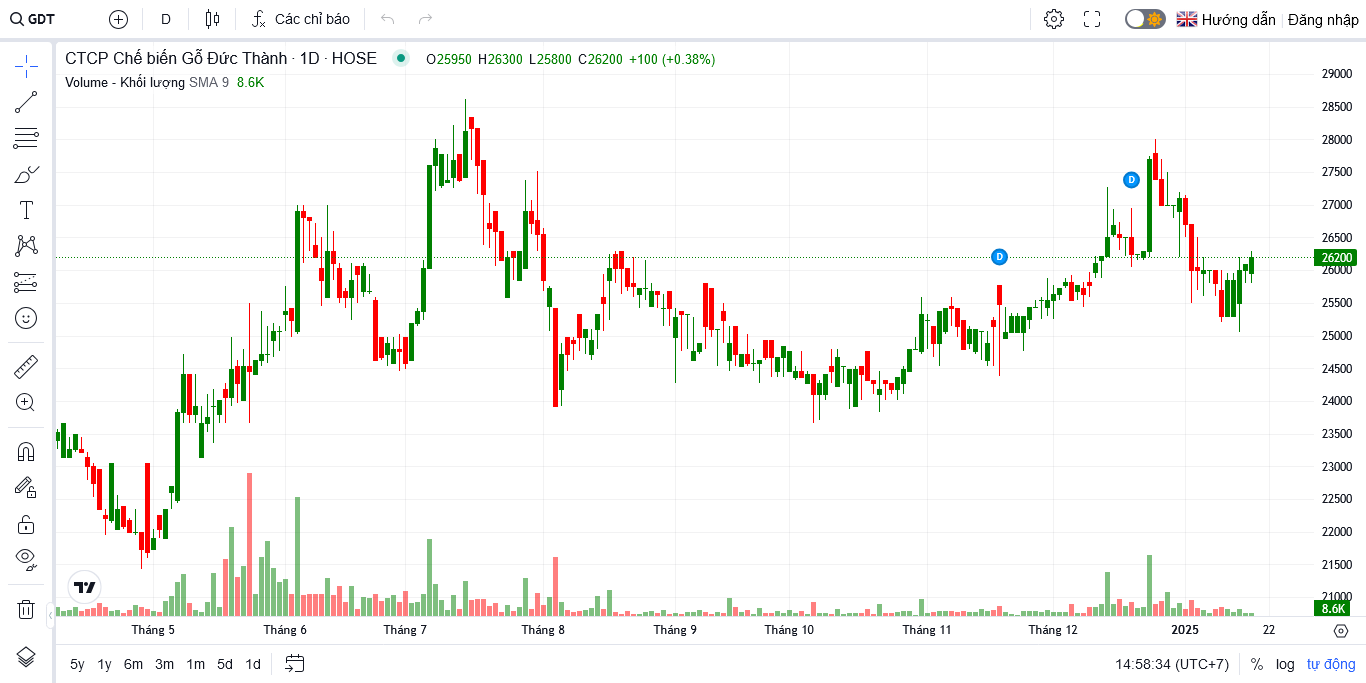 GDT
D
Các chỉ báo
Hướng dẫn
Đăng nhập
CTCP Chế biến Gỗ Đức Thành · 1D · HOSE
O25950 H26300 L25800 C26200 +100 (+0.38%)
Volume - Khối lượng SMA 9 8.6K
29000
28500
28000
27500
27000
26500
26200
26000
25500
25000
24500
24000
23500
23000
22500
22000
21500
21000
8.6K
D
D
Tháng 5
Tháng 6
Tháng 7
Tháng 8
Tháng 9
Tháng 10
Tháng 11
Tháng 12
2025
22
5y 1y 6m 3m 1m 5d 1d
14:58:34 (UTC+7)
% log tự động